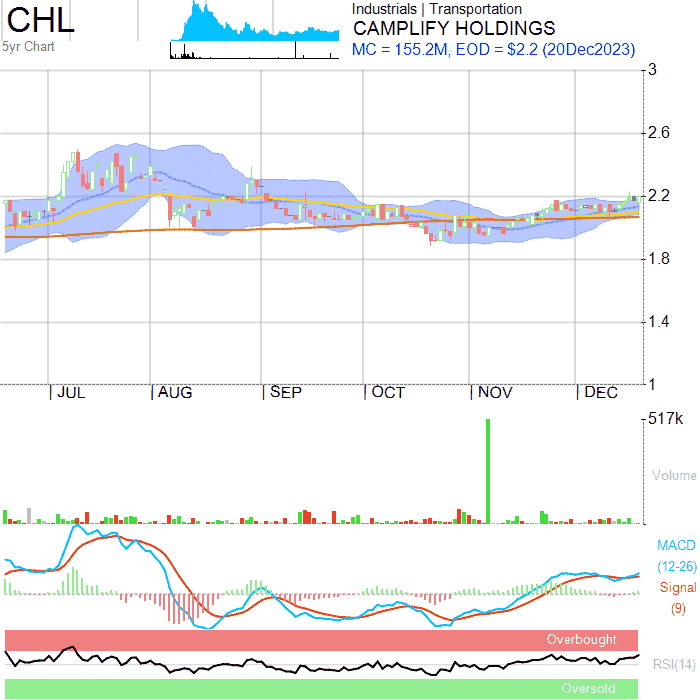 CHL
5yr Chart
Industrials | Transportation
CAMPLIFY HOLDINGS
MC = 155.2M, EOD = $2.2 (20Dec2023)
3
2.6
2.2
1.8
1.4
1
JUL AUG SEP OCT NOV DEC
517k
Volume
MACD
(12-26)
Signal
(9)
Overbought
RSI(14)
Oversold